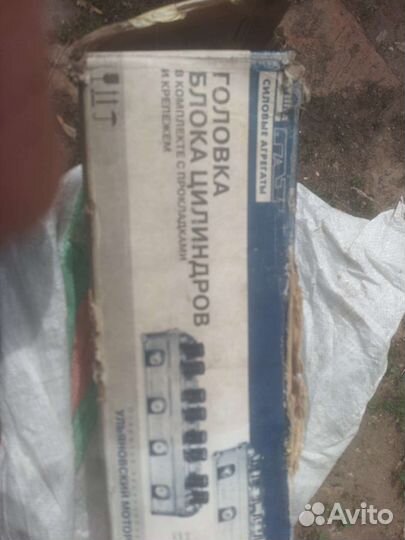 ГОЛОВКА
БЛОКА ЦИЛИНДРОВ
В КОМПЛЕКТЕ С ПРОКЛАДКАМИ
И КРЕПЕЖЕМ
СИЛОВЫЕ АГРЕГАТЫ
УЛЬЯНОВСКИЙ МОТОР
Avito